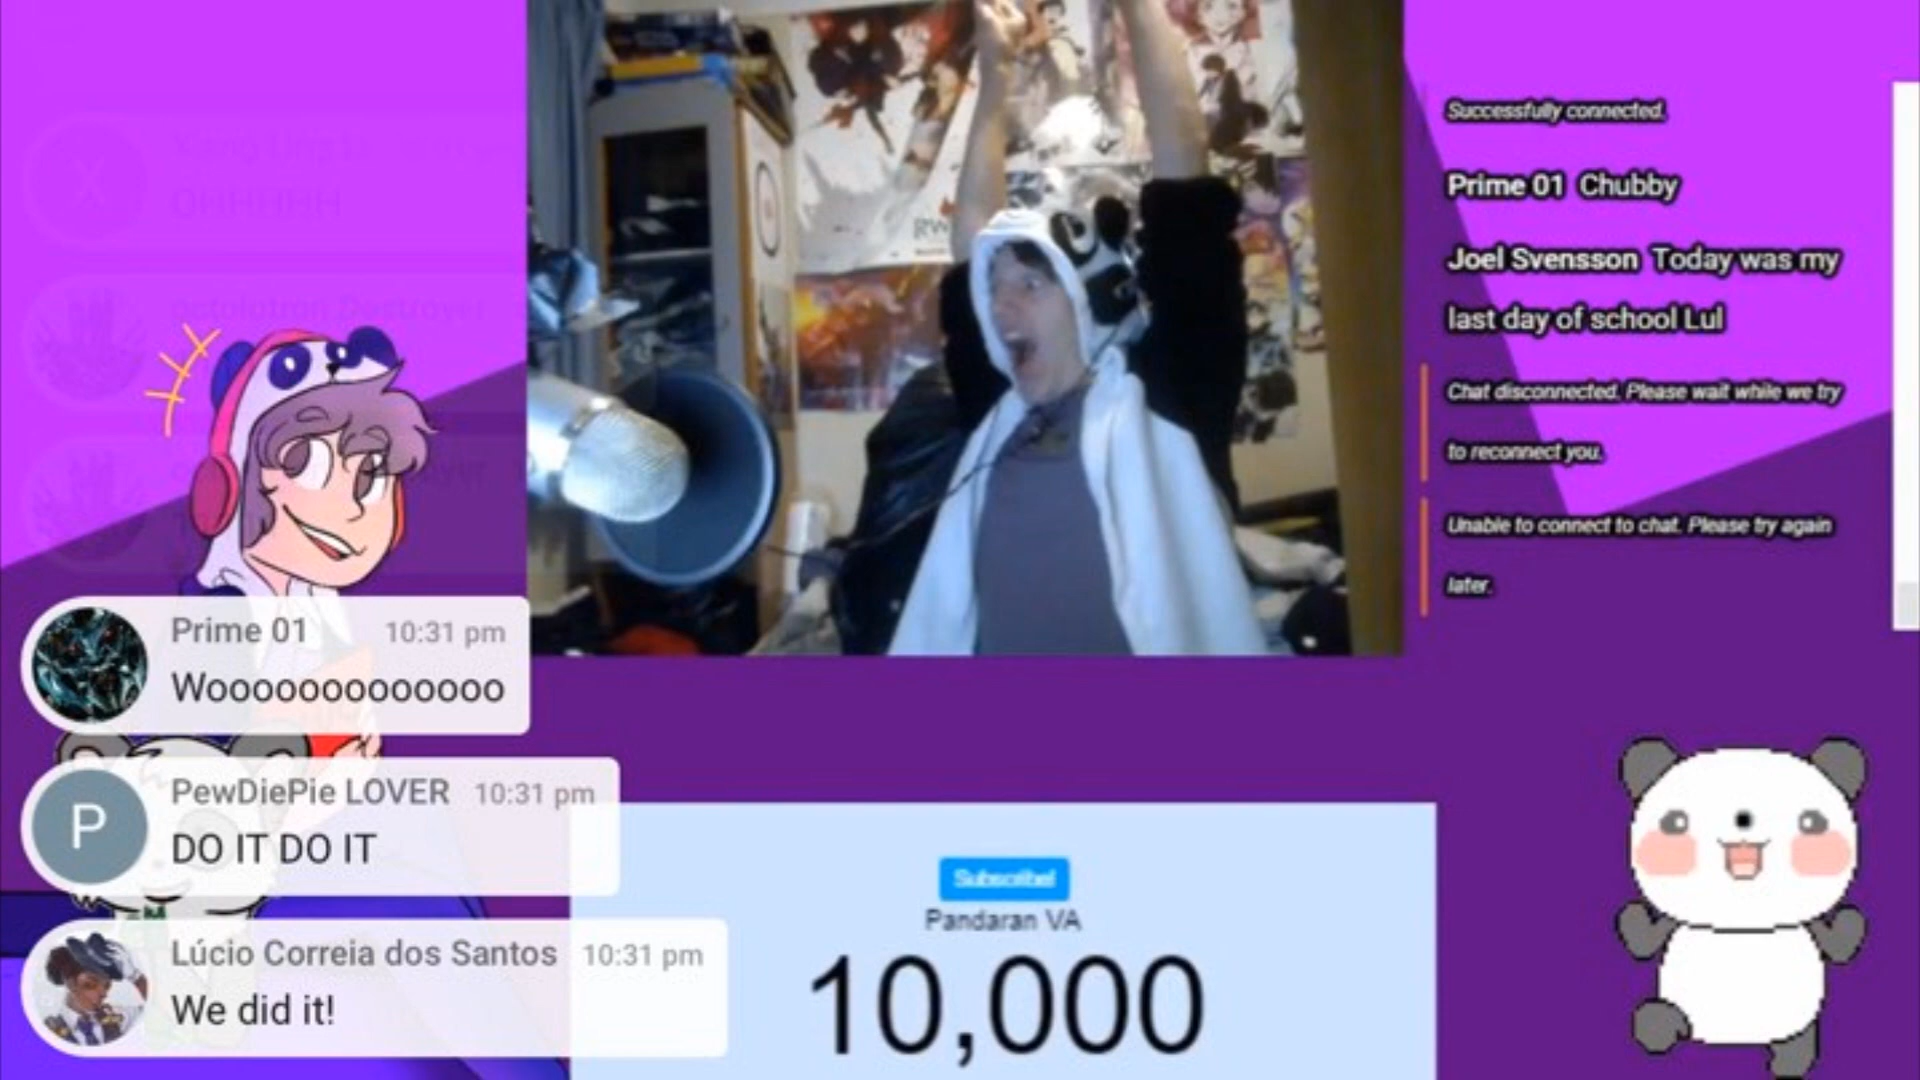 OHHHHH
Prime 01 10:31 pm
Wooooooooooooo
PewDiePie LOVER 10:31 pm
DO IT DO IT
Lúcio Correia dos Santos 10:31 pm
We did it!
P
RW
Successfully connected.
Prime 01 Chubby
Joel Svensson Today was my
last day of school Lul
Chat disconnected. Please wait while we try
to reconnect you.
Unable to connect to chat. Please try again
later.
Subscribe!
Pandaran VA
10,000